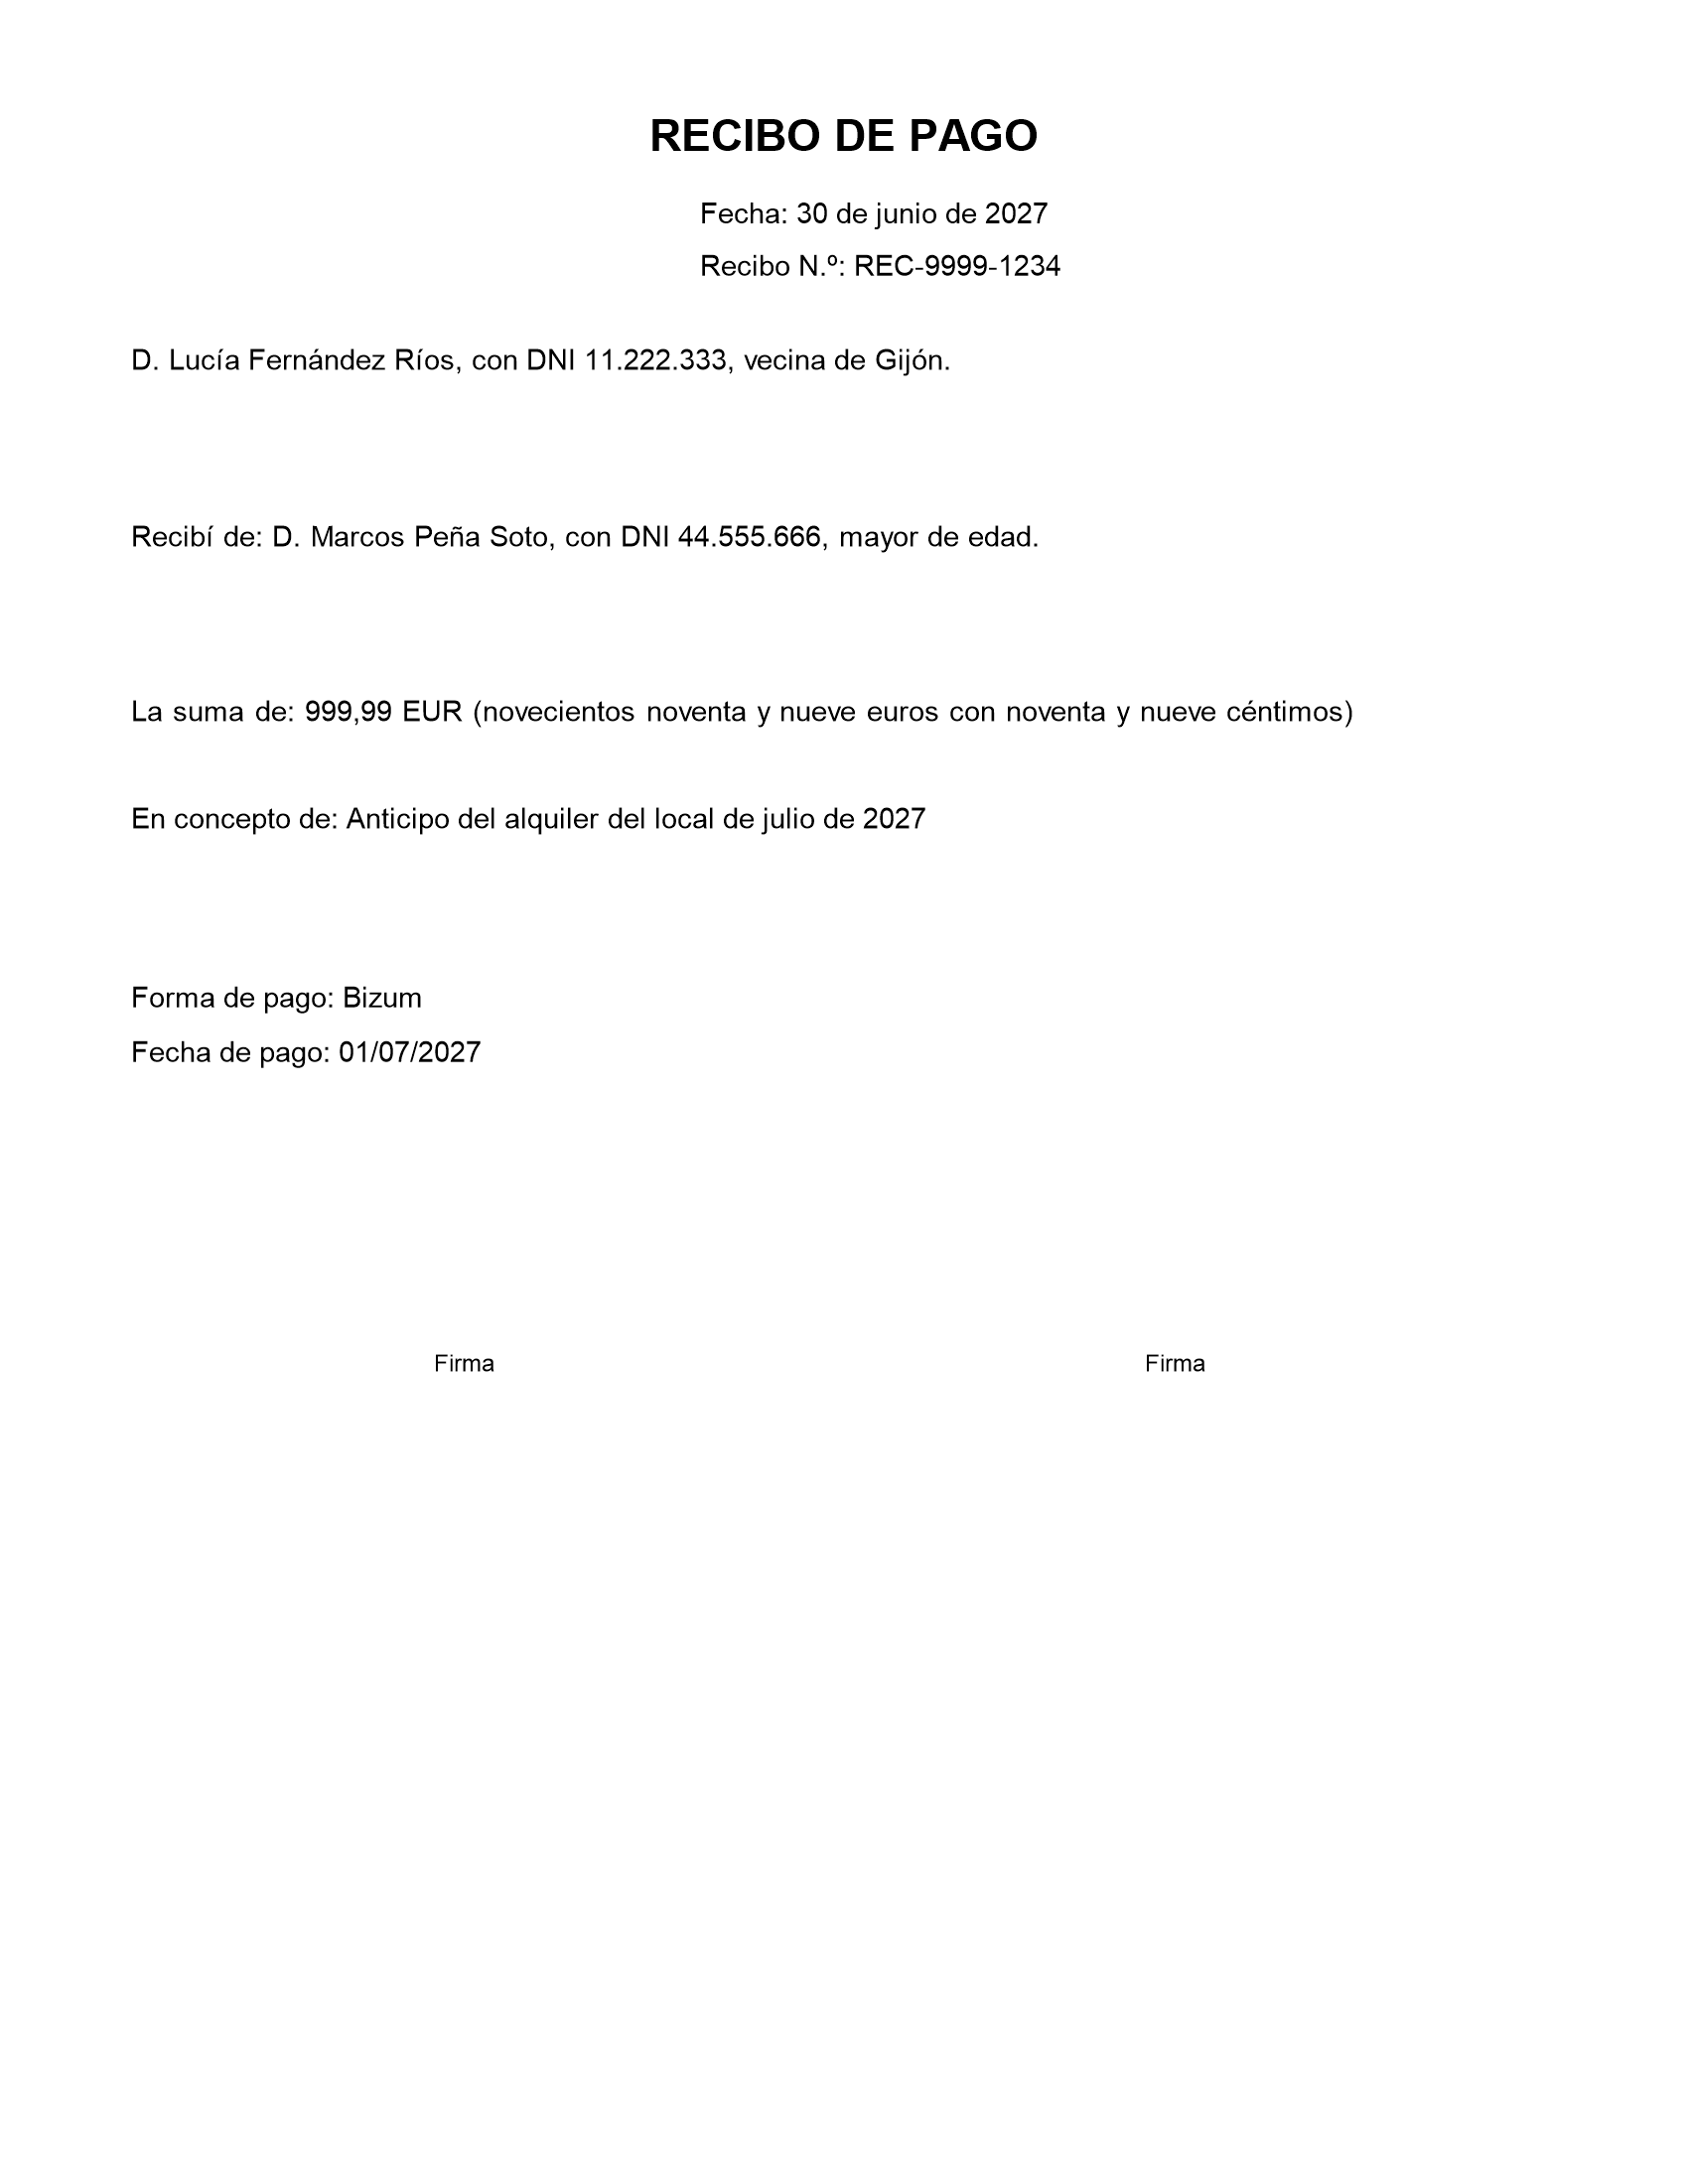 RECIBO DE PAGO
Fecha: 30 de junio de 2027
Recibo N.º: REC-9999-1234
D. Lucía Fernández Ríos, con DNI 11.222.333, vecina de Gijón.
Recibí de: D. Marcos Peña Soto, con DNI 44.555.666, mayor de edad.
La suma de: 999,99 EUR (novecientos noventa y nueve euros con noventa y nueve céntimos)
En concepto de: Anticipo del alquiler del local de julio de 2027
Forma de pago: Bizum
Fecha de pago: 01/07/2027
Firma
Firma